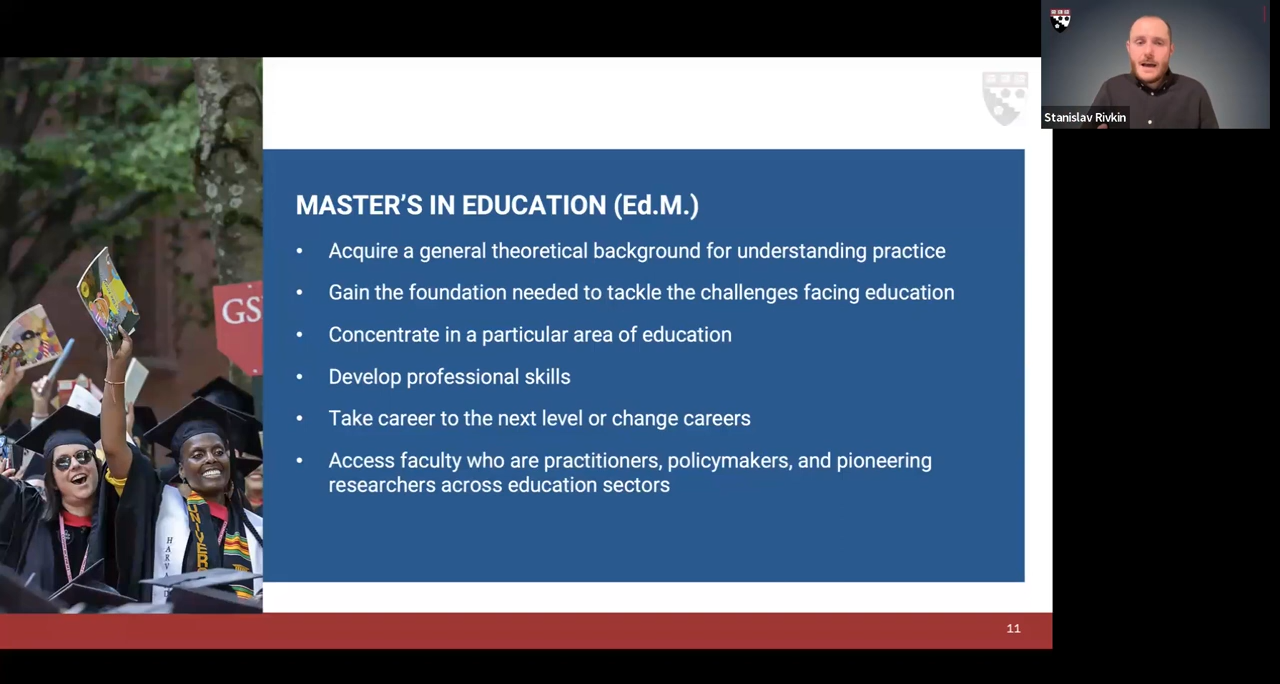 Stanislav Rivkin
GS
MASTER’S IN EDUCATION (Ed.M.)
• Acquire a general theoretical background for understanding practice
• Gain the foundation needed to tackle the challenges facing education
• Concentrate in a particular area of education
• Develop professional skills
• Take career to the next level or change careers
• Access faculty who are practitioners, policymakers, and pioneering
researchers across education sectors
HARVA
UNIVER
11